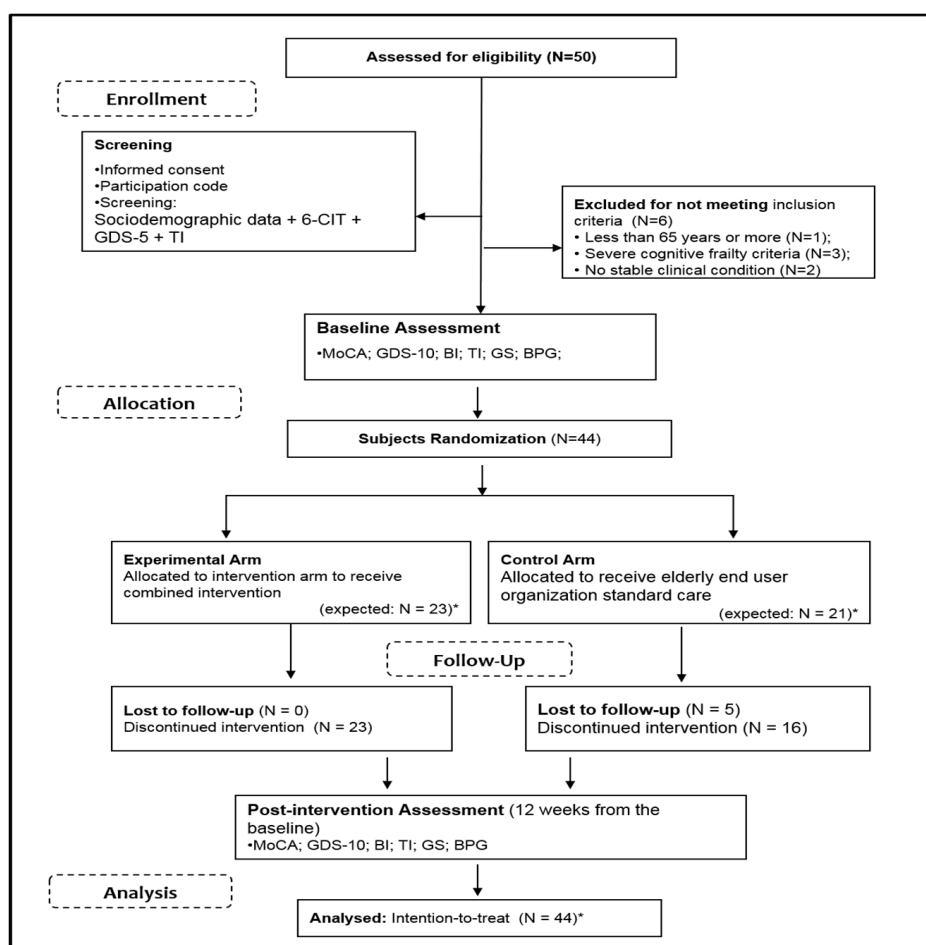 Assessed for eligibility (N=50)
Enrollment
Screening
•Informed consent
•Participation code
•Screening:
Sociodemographic data + 6-CIT +
GDS-5 + TI
Excluded for not meeting inclusion
criteria (N=6)
• Less than 65 years or more (N=1);
• Severe cognitive frailty criteria (N=3);
• No stable clinical condition (N=2)
Baseline Assessment
•MoCA; GDS-10; BI; TI; GS; BPG;
Allocation
Subjects Randomization (N=44)
Experimental Arm
Allocated to intervention arm to receive
combined intervention
(expected: N = 23)*
Control Arm
Allocated to receive elderly end user
organization standard care
(expected: N = 21)*
Follow-Up
Lost to follow-up (N = 0)
Discontinued intervention (N = 23)
Lost to follow-up (N = 5)
Discontinued intervention (N = 16)
Post-intervention Assessment (12 weeks from the
baseline)
•MoCA; GDS-10; BI; TI; GS; BPG
Analysis
Analysed: Intention-to-treat (N = 44)*